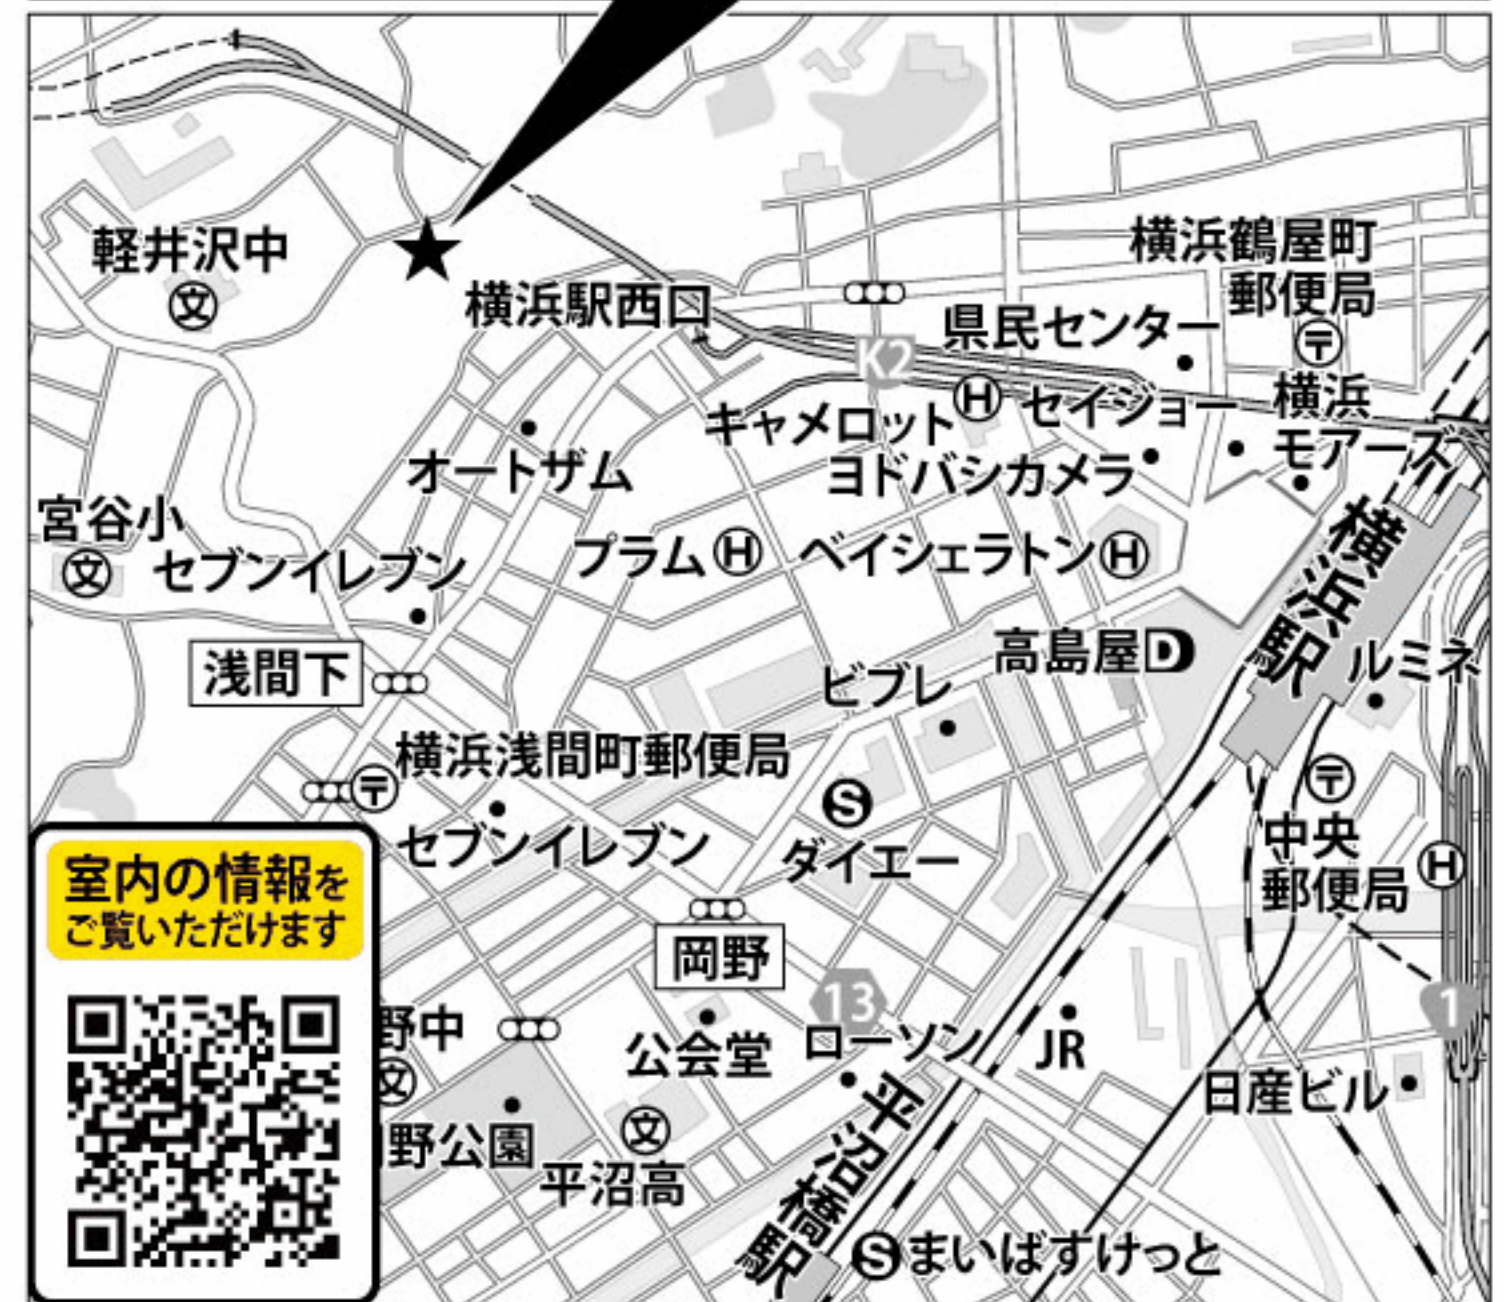 軽井沢中
文
横浜駅西口
横浜鶴屋町
郵便局
〒
県民センター
K2
キャメロット
H
セイジョー
横浜
モアーズ
ヨドバシカメラ
オートザム
宮谷小
文
セブンイレブン
プラム
H
ベイシェラトン
H
横浜駅
浅間下
高島屋
D
ルミネ
ビブレ
横浜浅間町郵便局
〒
S
ダイエー
セブンイレブン
〒
中央
郵便局
H
室内の情報を
ご覧いただけます
岡野
13
1
野中
文
公会堂
ローソン
JR
日産ビル
野公園
文
平沼高
平沼橋駅
S
まいばすけっと